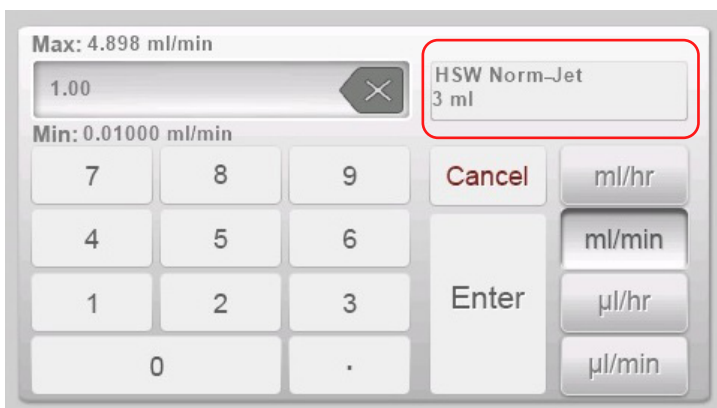 Max: 4.898 ml/min
1.00
HSW Norm-Jet
3 ml
Min: 0.01000 ml/min
7 8 9 Cancel ml/hr
4 5 6 ml/min
1 2 3 Enter µl/hr
0 . µl/min